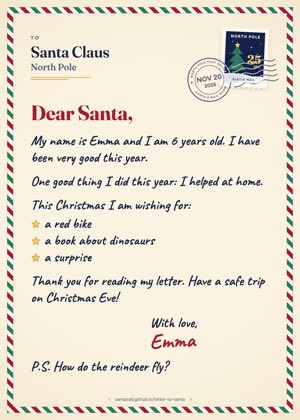 TO
Santa Claus
North Pole
NORTH POLE
25
NOV 20
2026
Dear Santa,
My name is Emma and I am 6 years old. I have
been very good this year.
One good thing I did this year: I helped at home.
This Christmas I am wishing for:
a red bike
a book about dinosaurs
a surprise
Thank you for reading my letter. Have a safe trip
on Christmas Eve!
With love,
Emma
P.S. How do the reindeer fly?
santacall.github.io/letter-to-santa